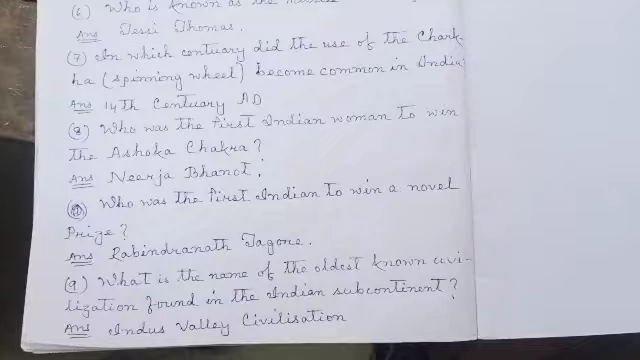 (6) Who is known as the
Ans Tessi Thomas.
(7) In which centuary did the use of the Chark-
ha (spinning wheel) become common in India?
Ans 14th Centuary AD
(8) Who was the first Indian woman to win
the Ashoka Chakra?
Ans Neerja Bhanot.
Who was the first Indian to win a novel
Prize?
Ans Rabindranath Tagore.
(9) What is the name of the oldest known civi-
lization found in the Indian subcontinent?
Ans Indus Valley Civilisation